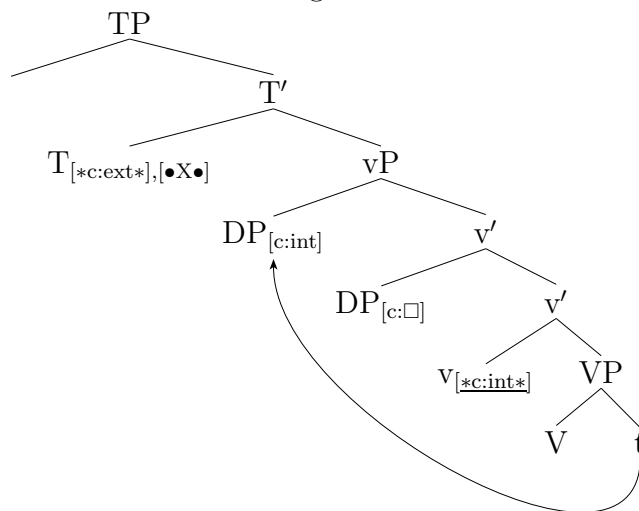 TP
T′
T[∗c:ext∗],[●X●]
vP
DP[c:int]
v′
DP[c:□]
v′
v[∗c:int∗]
VP
V
t